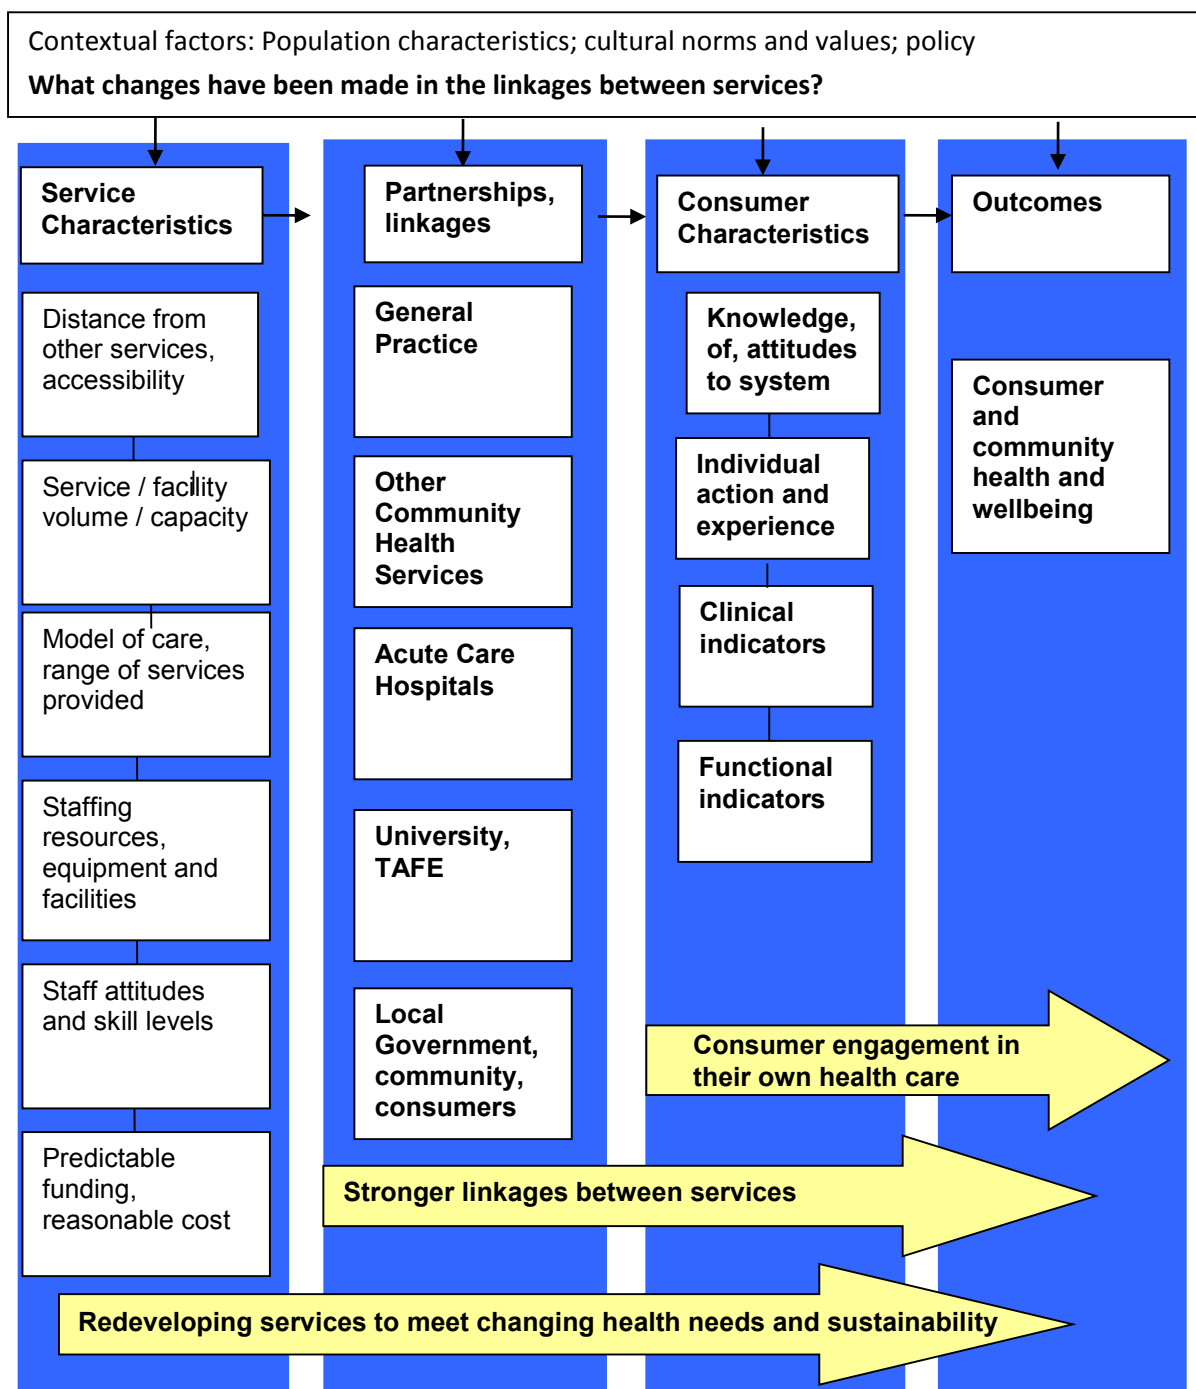 Contextual factors: Population characteristics; cultural norms and values; policy
What changes have been made in the linkages between services?
Service
Characteristics
Distance from
other services,
accessibility
Service / facility
volume / capacity
Model of care,
range of services
provided
Staffing
resources,
equipment and
facilities
Staff attitudes
and skill levels
Predictable
funding,
reasonable cost
Partnerships,
linkages
General
Practice
Other
Community
Health
Services
Acute Care
Hospitals
University,
TAFE
Local
Government,
community,
consumers
Consumer
Characteristics
Knowledge,
of, attitudes
to system
Individual
action and
experience
Clinical
indicators
Functional
indicators
Outcomes
Consumer
and
community
health and
wellbeing
Consumer engagement in
their own health care
Stronger linkages between services
Redeveloping services to meet changing health needs and sustainability